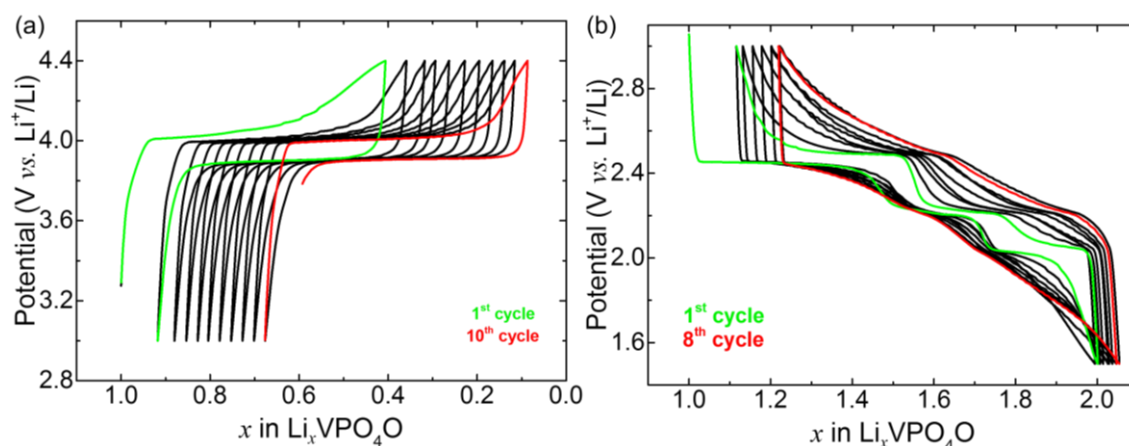 (a)
Potential (V vs. Li⁺/Li)
4.4
4.0
3.6
3.2
2.8
1.0 0.8 0.6 0.4 0.2 0.0
x in LiₓVPO₄O
1ˢᵗ cycle
10ᵗʰ cycle
(b)
Potential (V vs. Li⁺/Li)
2.8
2.4
2.0
1.6
1.0 1.2 1.4 1.6 1.8 2.0
x in LiₓVPO₄O
1ˢᵗ cycle
8ᵗʰ cycle